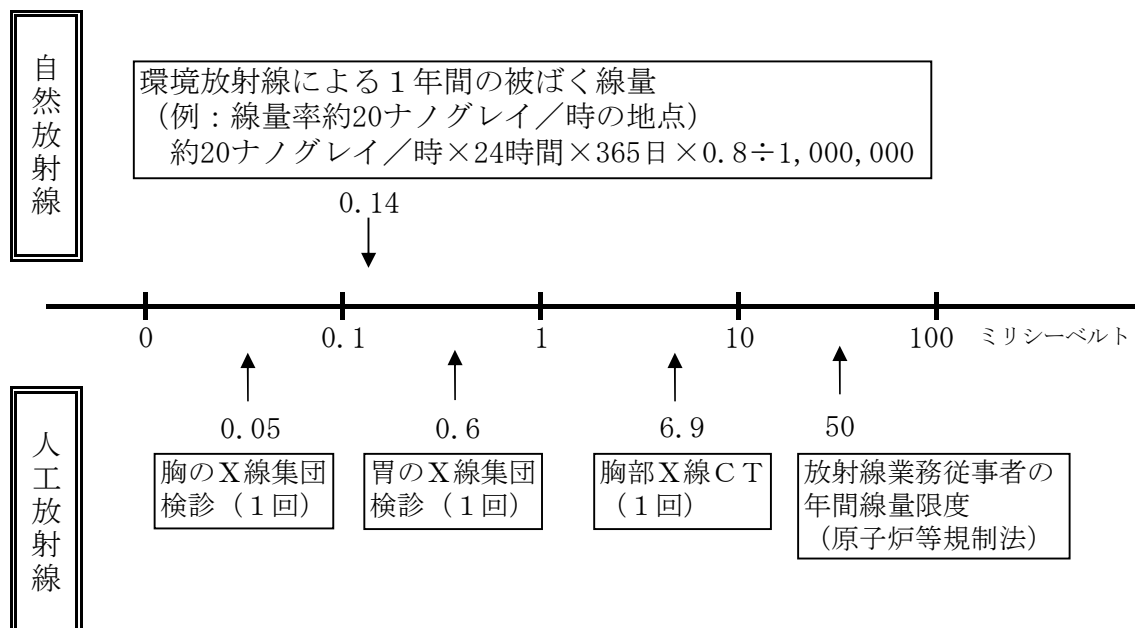 自然放射線
環境放射線による１年間の被ばく線量
（例：線量率約20ナノグレイ／時の地点）
約20ナノグレイ／時×24時間×365日×0.8÷1,000,000
0.14
0
0.1
1
10
100
ミリシーベルト
人工放射線
0.05
胸のＸ線集団
検診（１回）
0.6
胃のＸ線集団
検診（１回）
6.9
胸部Ｘ線ＣＴ
（１回）
50
放射線業務従事者の
年間線量限度
（原子炉等規制法）